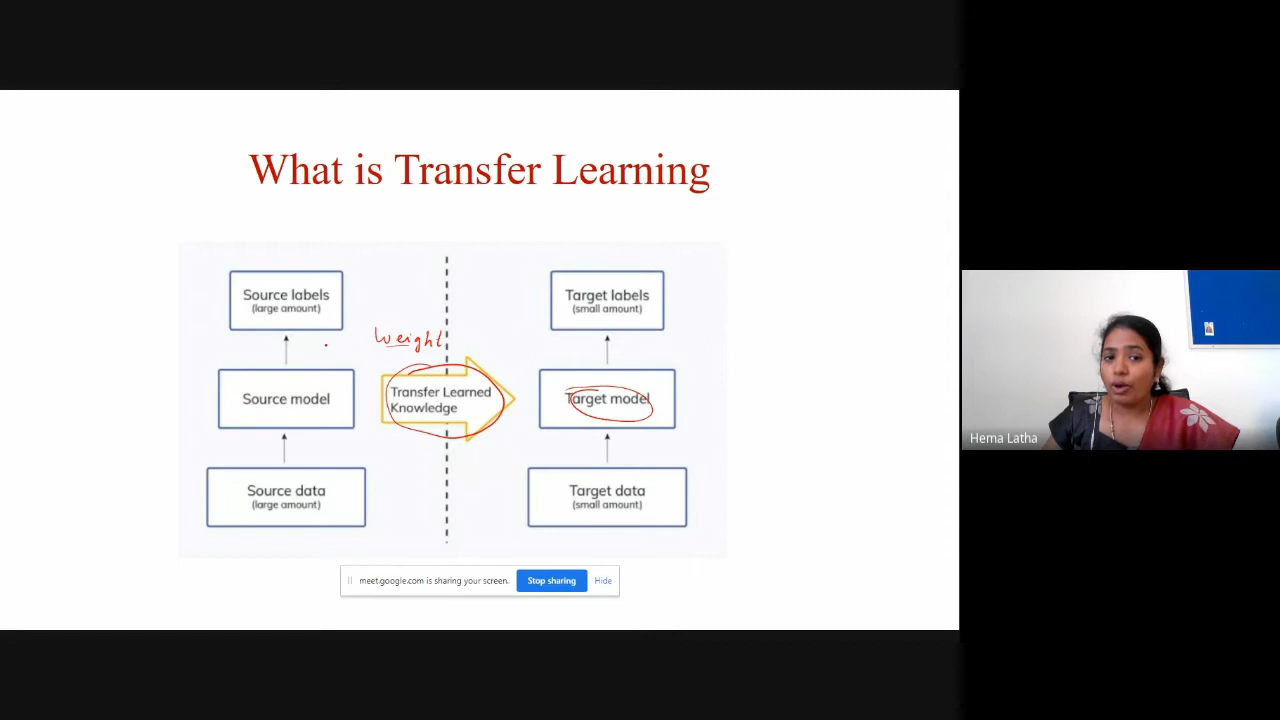 What is Transfer Learning
Source labels
(large amount)
Target labels
(small amount)
weight
Source model
Transfer Learned
Knowledge
Target model
Source data
(large amount)
Target data
(small amount)
meet.google.com is sharing your screen.
Stop sharing
Hide
Hema Latha